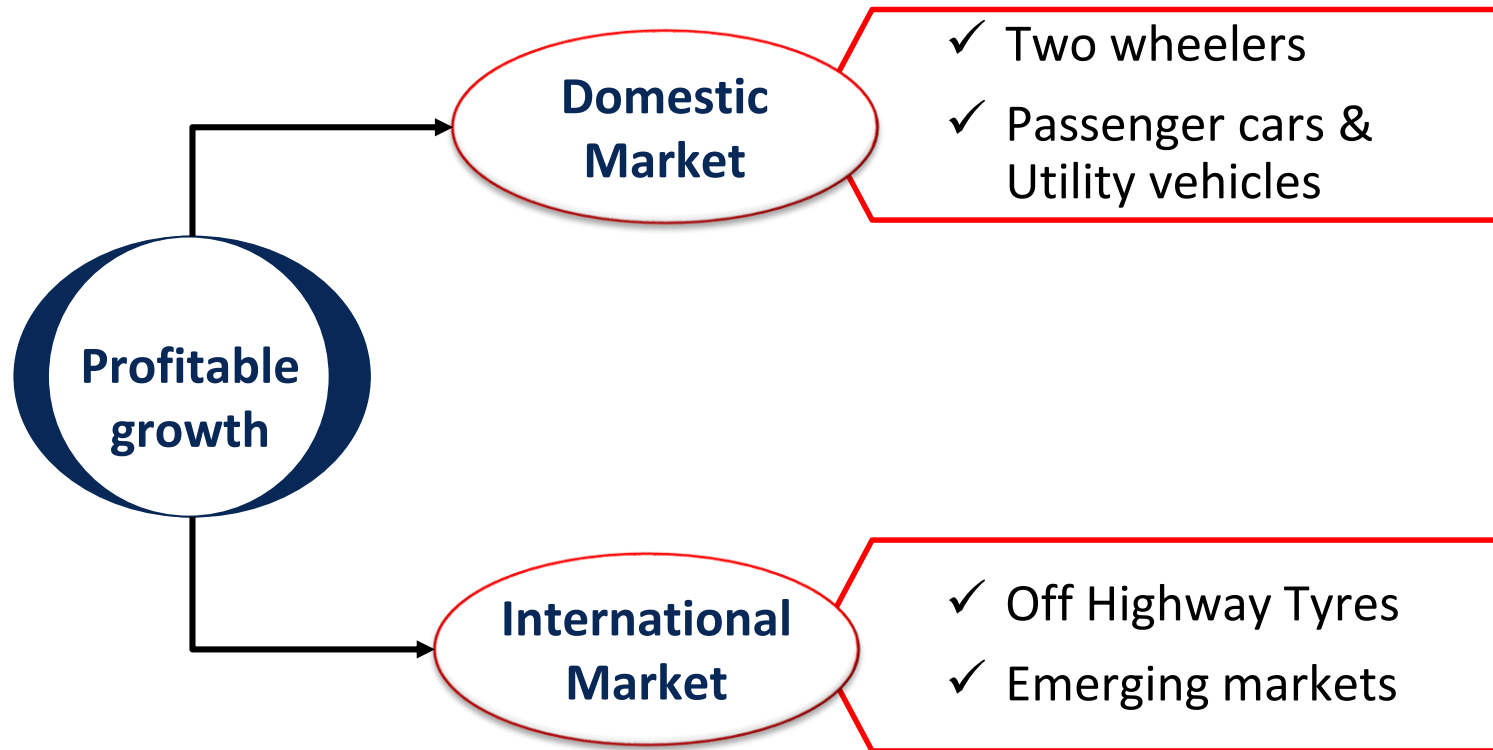 Profitable
growth
Domestic
Market
✓ Two wheelers
✓ Passenger cars &
Utility vehicles
International
Market
✓ Off Highway Tyres
✓ Emerging markets